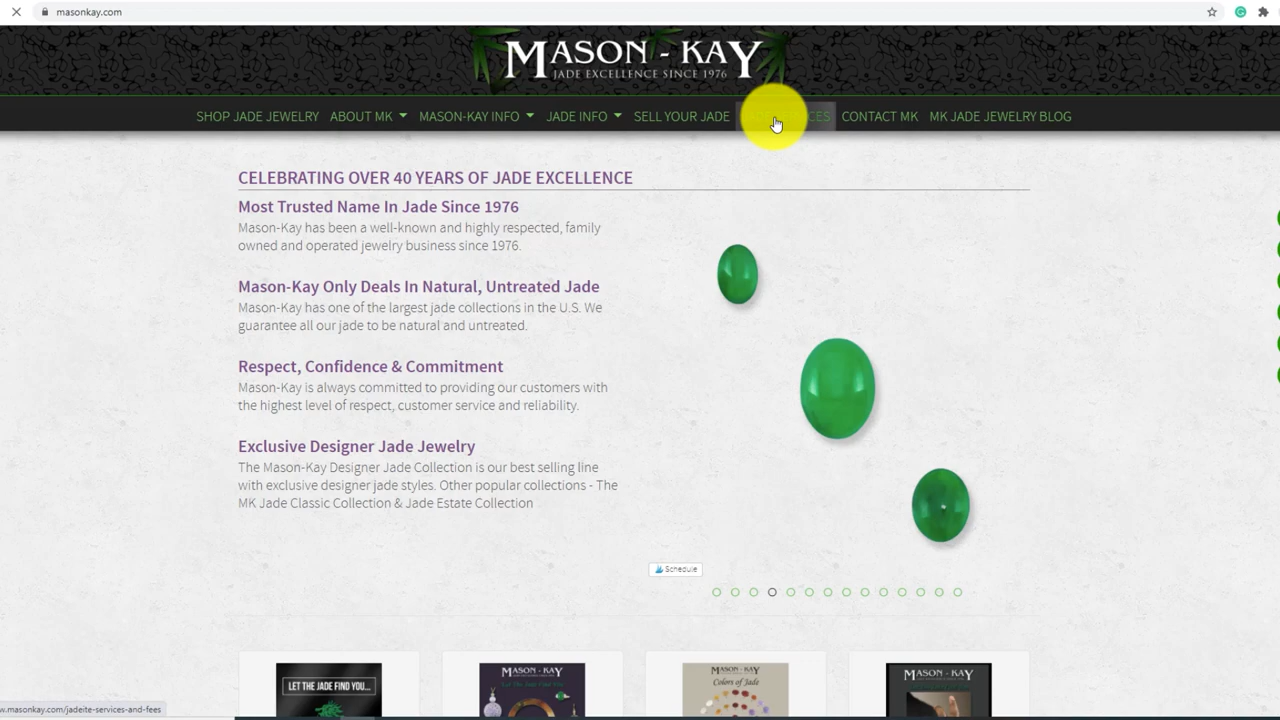 masonkay.com
MASON - KAY
JADE EXCELLENCE SINCE 1976
SHOP JADE JEWELRY ABOUT MK MASON-KAY INFO JADE INFO SELL YOUR JADE CONTACT MK MK JADE JEWELRY BLOG
CELEBRATING OVER 40 YEARS OF JADE EXCELLENCE
Most Trusted Name In Jade Since 1976
Mason-Kay has been a well-known and highly respected, family
owned and operated jewelry business since 1976.
Mason-Kay Only Deals In Natural, Untreated Jade
Mason-Kay has one of the largest jade collections in the U.S. We
guarantee all our jade to be natural and untreated.
Respect, Confidence & Commitment
Mason-Kay is always committed to providing our customers with
the highest level of respect, customer service and reliability.
Exclusive Designer Jade Jewelry
The Mason-Kay Designer Jade Collection is our best selling line
with exclusive designer jade styles. Other popular collections - The
MK Jade Classic Collection & Jade Estate Collection
Schedule
LET THE JADE FIND YOU...
MASON - KAY
Let The Jade Find You
MASON - KAY
Colors of Jade
MASON - KAY
w.masonkay.com/jadeite-services-and-fees